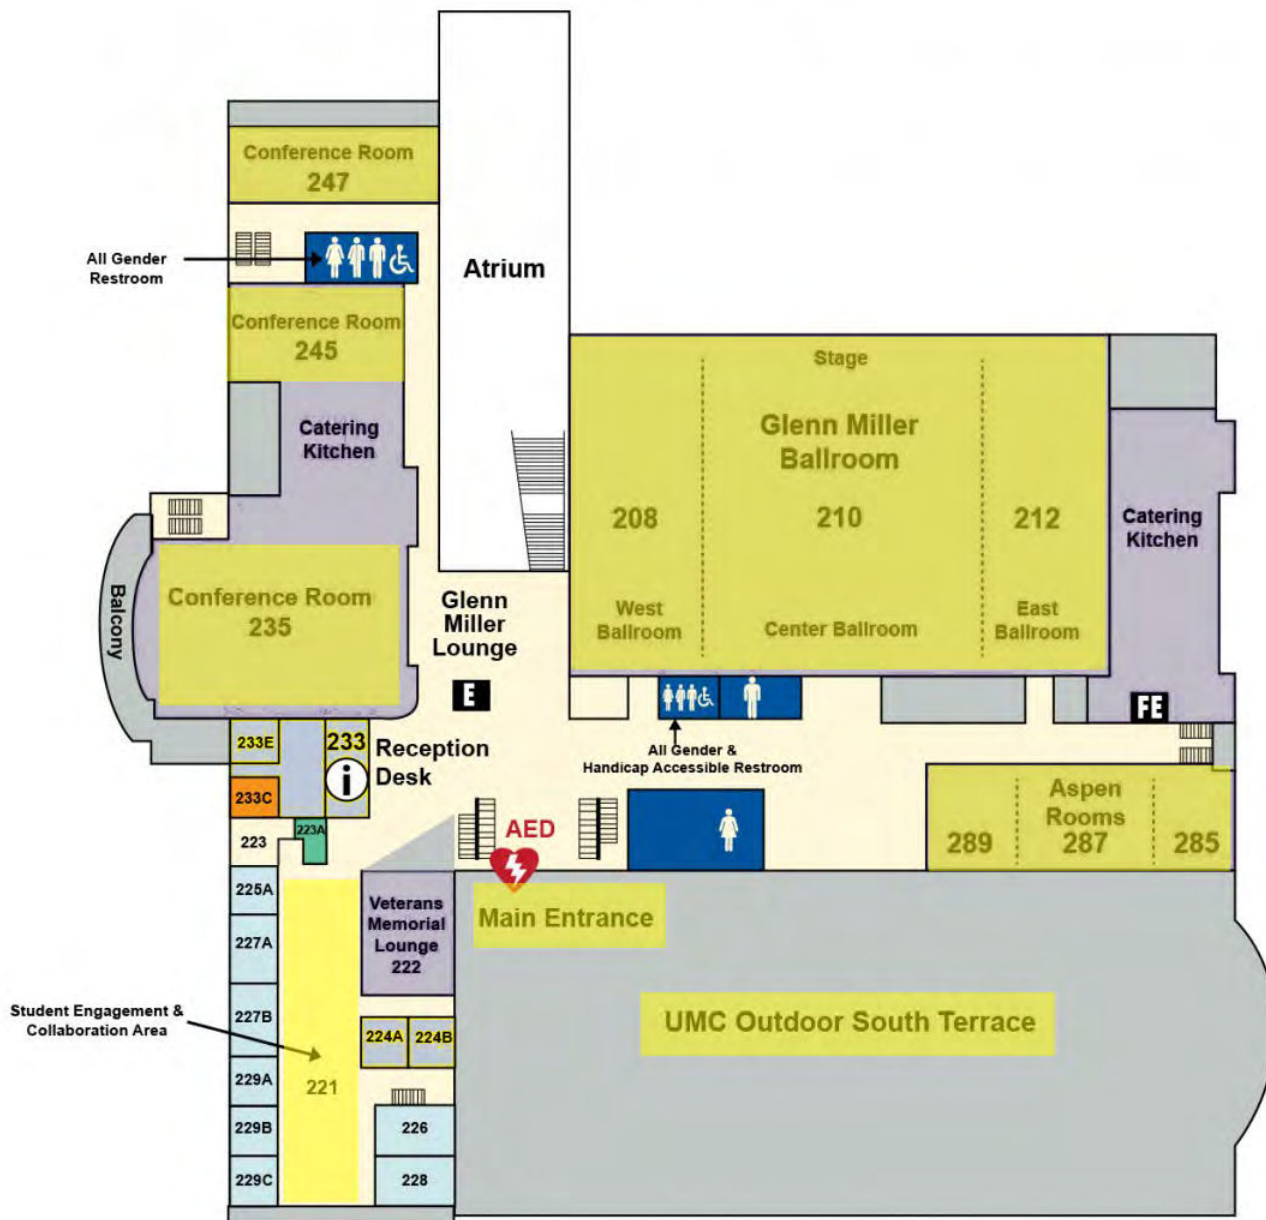 Conference Room
247
All Gender
Restroom
Atrium
Conference Room
245
Stage
Catering
Kitchen
Glenn Miller
Ballroom
208
210
212
Catering
Kitchen
Balcony
Conference Room
235
Glenn
Miller
Lounge
West
Ballroom
Center Ballroom
East
Ballroom
E
FE
233E
233
Reception
Desk
i
All Gender &
Handicap Accessible Restroom
233C
223A
223
AED
Aspen
Rooms
289
287
285
225A
Veterans
Memorial
Lounge
222
Main Entrance
227A
Student Engagement &
Collaboration Area
227B
224A
224B
UMC Outdoor South Terrace
229A
221
229B
226
229C
228